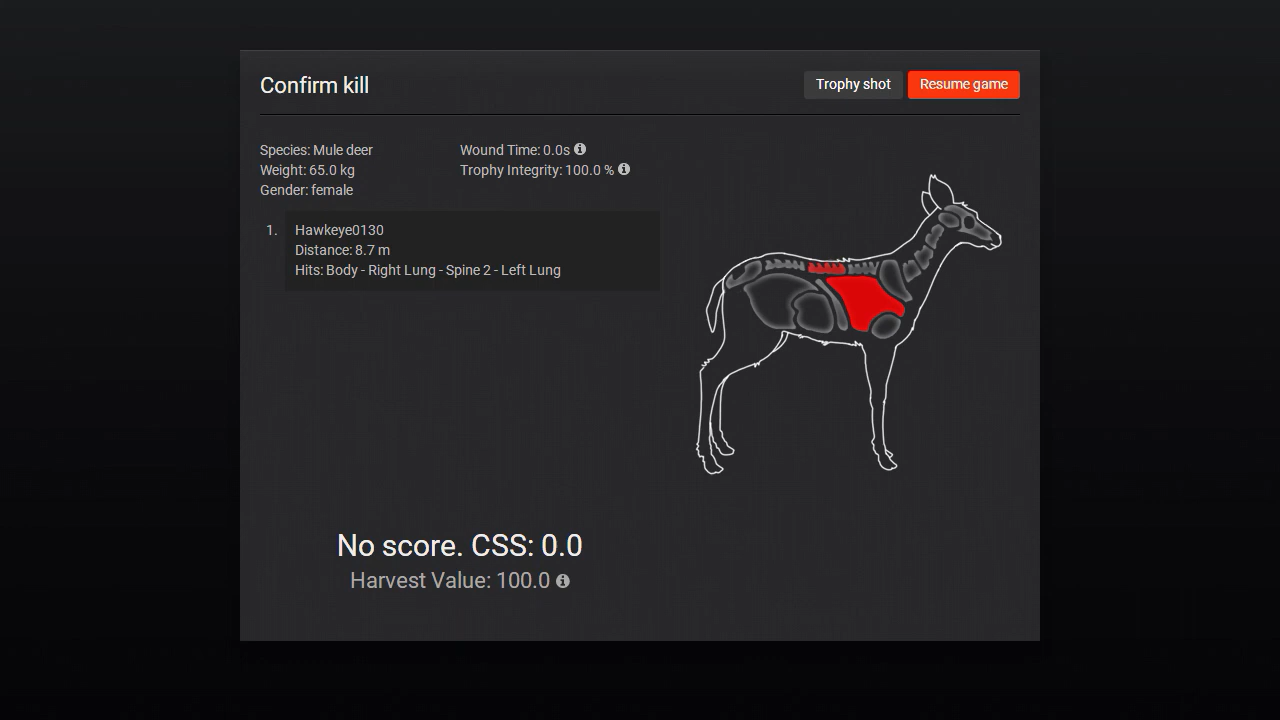 Confirm kill
Trophy shot
Resume game
Species: Mule deer
Weight: 65.0 kg
Gender: female
Wound Time: 0.0s
Trophy Integrity: 100.0 %
1.
Hawkeye0130
Distance: 8.7 m
Hits: Body - Right Lung - Spine 2 - Left Lung
No score. CSS: 0.0
Harvest Value: 100.0